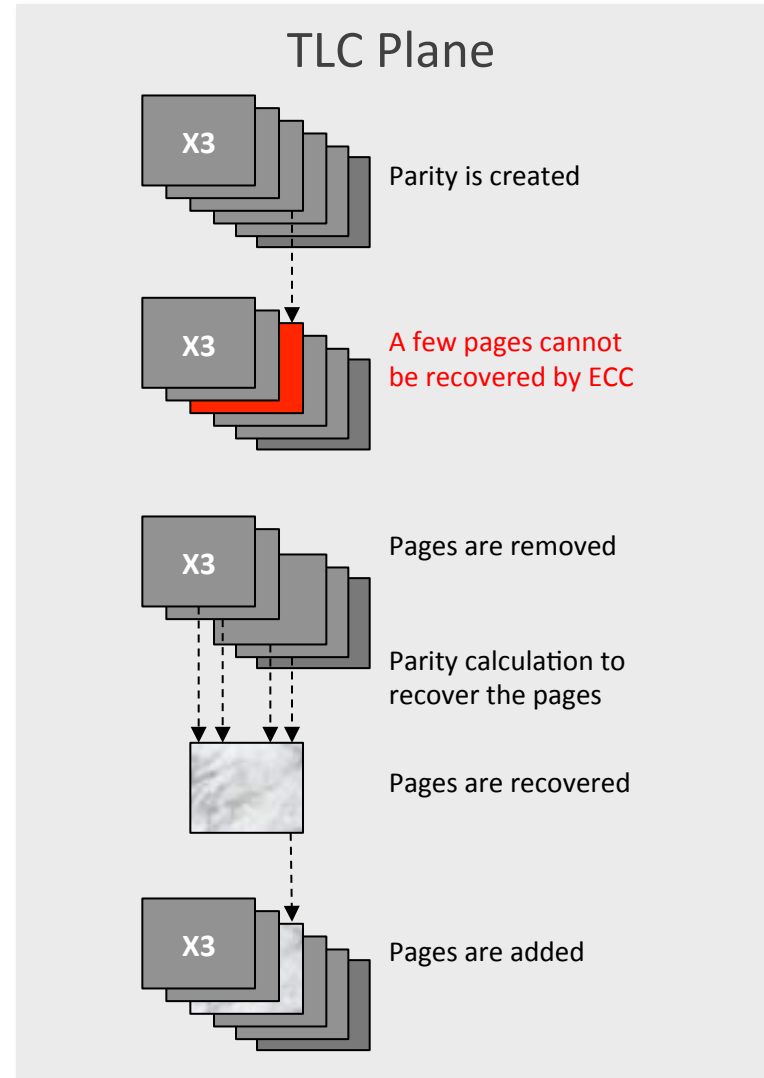 TLC Plane
X3
Parity is created
X3
A few pages cannot
be recovered by ECC
X3
Pages are removed
Parity calculation to
recover the pages
Pages are recovered
X3
Pages are added